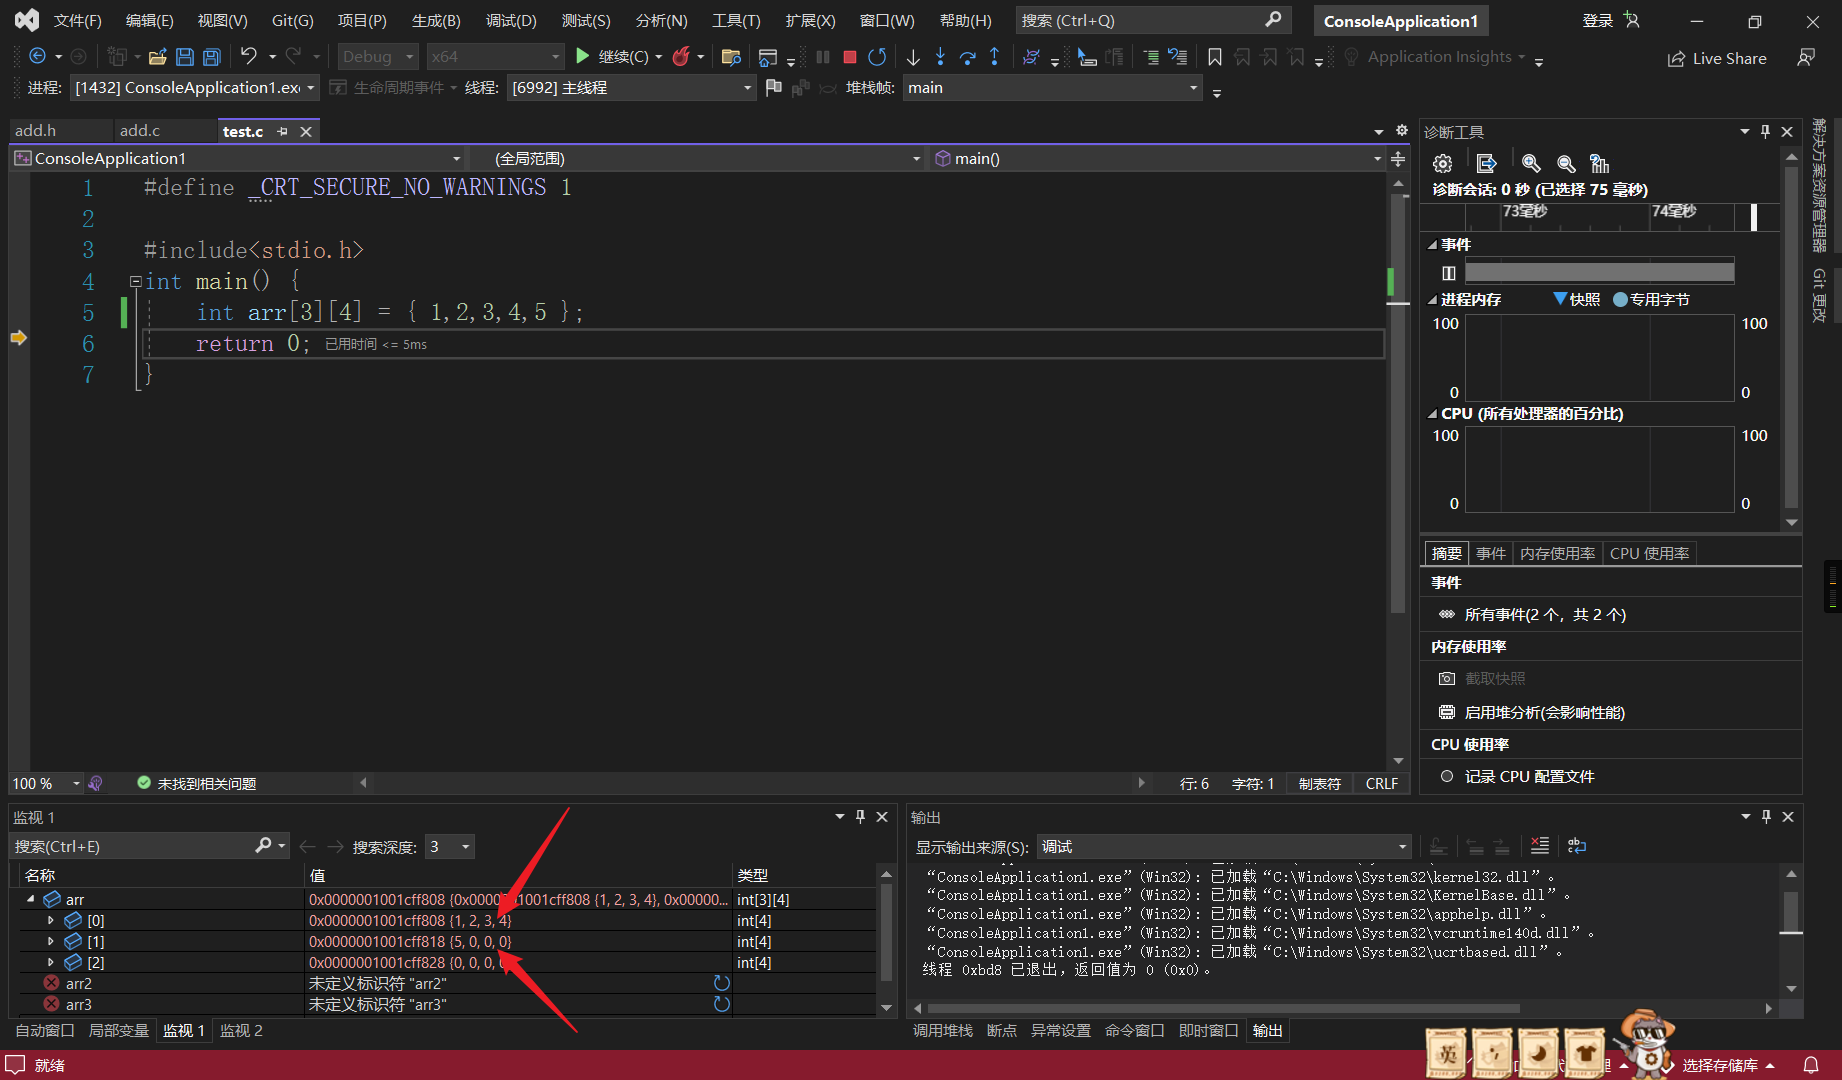 文件(F) 编辑(E) 视图(V) Git(G) 项目(P) 生成(B) 调试(D) 测试(S) 分析(N) 工具(T) 扩展(X) 窗口(W) 帮助(H) 搜索 (Ctrl+Q) ConsoleApplication1 登录
Debug x64 继续(C) Application Insights Live Share
进程: [1432] ConsoleApplication1.ex 生命周期事件 线程: [6992] 主线程 堆栈帧: main
add.h add.c test.c
ConsoleApplication1 (全局范围) main()
1 #define _CRT_SECURE_NO_WARNINGS 1
2
3 #include<stdio.h>
4 int main() {
5 int arr[3][4] = { 1,2,3,4,5 };
6 return 0; 已用时间 <= 5ms
7 }
100 % 未找到相关问题 行: 6 字符: 1 制表符 CRLF
诊断工具
诊断会话: 0 秒 (已选择 75 毫秒)
73毫秒 74毫秒
事件
进程内存 快照 专用字节
100 100
0 0
CPU (所有处理器的百分比)
100 100
0 0
摘要 事件 内存使用率 CPU 使用率
事件
所有事件(2 个，共 2 个)
内存使用率
截取快照
启用堆分析(会影响性能)
CPU 使用率
记录 CPU 配置文件
解决方案资源管理器
Git 更改
监视 1
搜索(Ctrl+E) 搜索深度: 3
名称 值 类型
arr 0x0000001001cff808 {0x0000001001cff808 {1, 2, 3, 4}, 0x00000... int[3][4]
[0] 0x0000001001cff808 {1, 2, 3, 4} int[4]
[1] 0x0000001001cff818 {5, 0, 0, 0} int[4]
[2] 0x0000001001cff828 {0, 0, 0, int[4]
arr2 未定义标识符 "arr2"
arr3 未定义标识符 "arr3"
自动窗口 局部变量 监视 1 监视 2
输出
显示输出来源(S): 调试
“ConsoleApplication1.exe” (Win32): 已加载 “C:\Windows\System32\kernel32.dll”。
“ConsoleApplication1.exe” (Win32): 已加载 “C:\Windows\System32\KernelBase.dll”。
“ConsoleApplication1.exe” (Win32): 已加载 “C:\Windows\System32\apphelp.dll”。
“ConsoleApplication1.exe” (Win32): 已加载 “C:\Windows\System32\vcruntime140d.dll”。
“ConsoleApplication1.exe” (Win32): 已加载 “C:\Windows\System32\ucrtbased.dll”。
线程 0xbd8 已退出，返回值为 0 (0x0)。
调用堆栈 断点 异常设置 命令窗口 即时窗口 输出
就绪 英 选择存储库